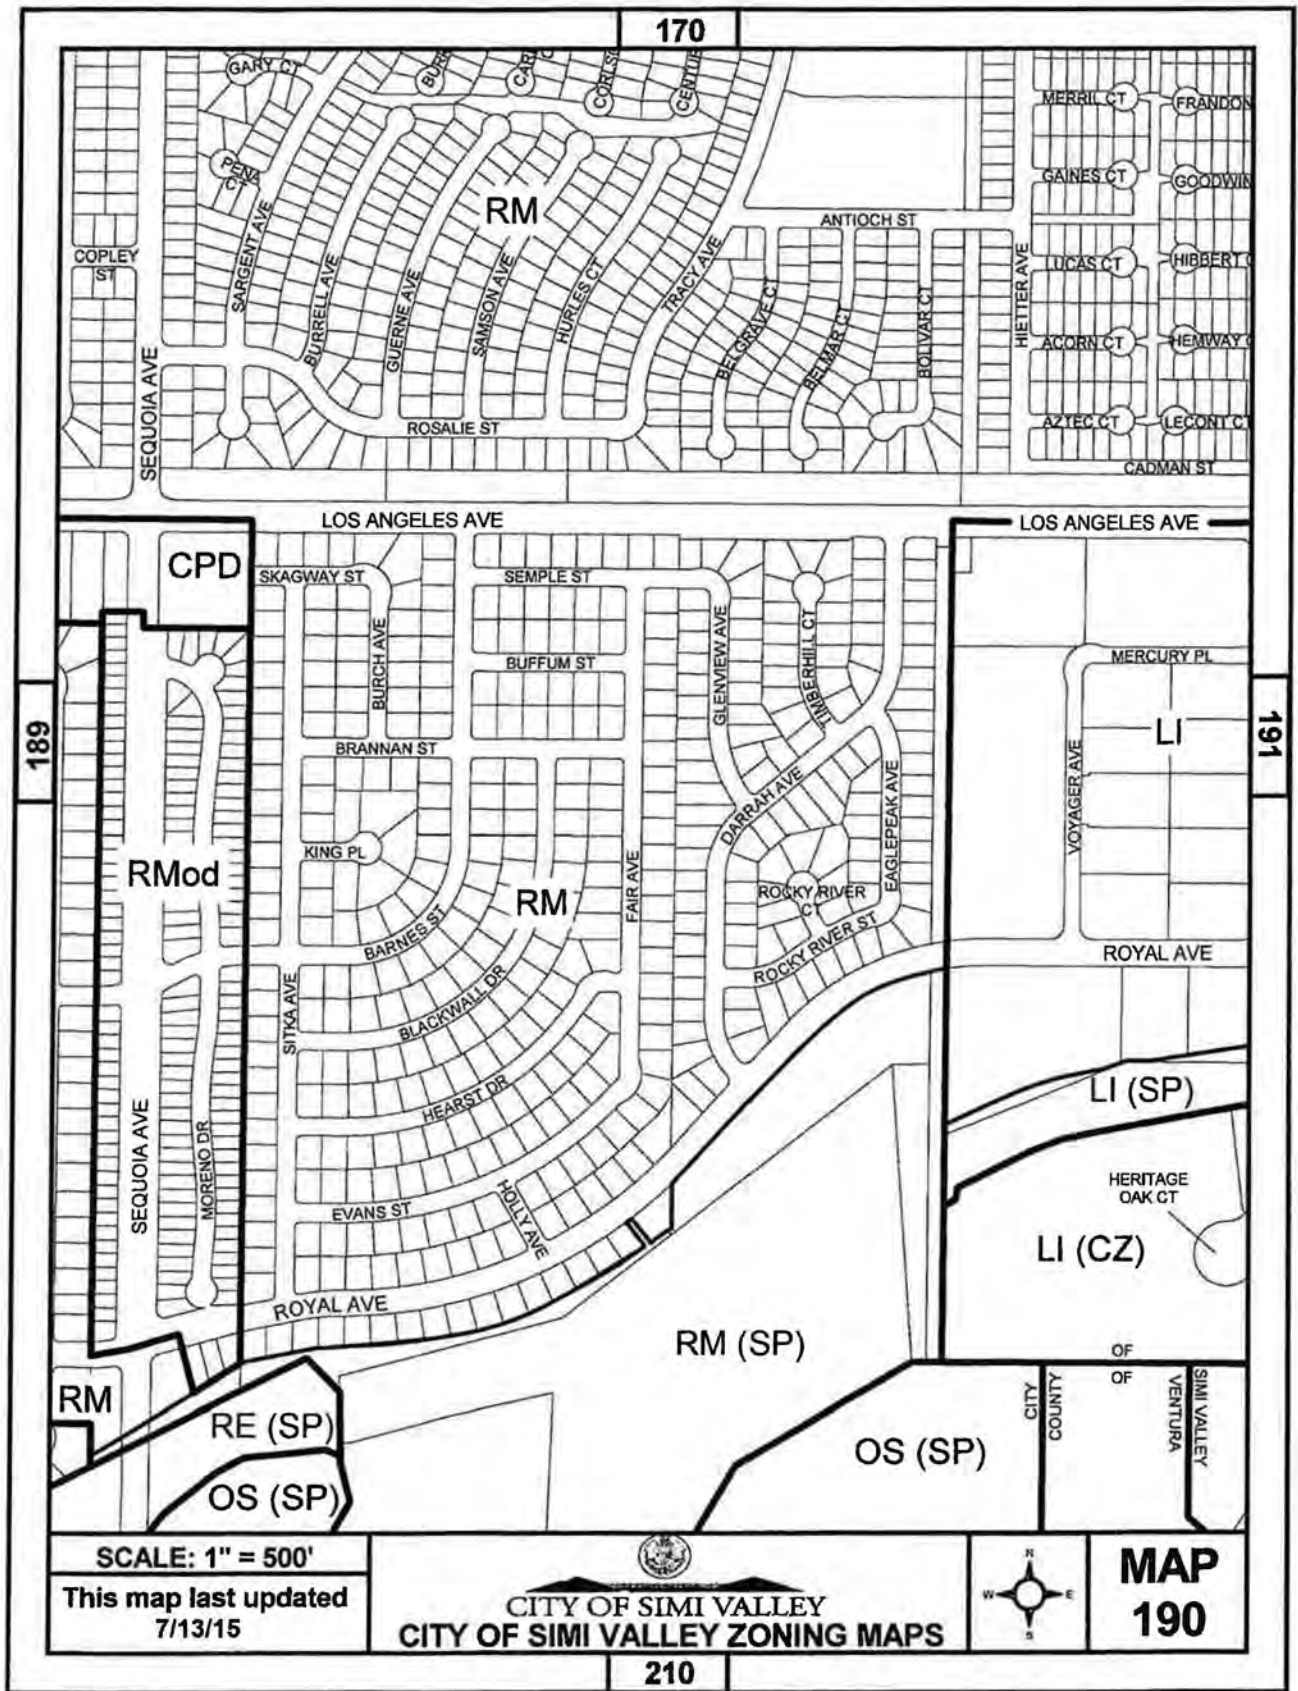 170
GARY CT
BURR
CAR
CORLSO
CENTUR
MERRIL CT
FRANDON
PENA
CT
GAINES CT
GOODWIN
RM
ANTIOCH ST
COPLEY
ST
SARGENT AVE
BURRELL AVE
GUERNE AVE
SAMSON AVE
HURLES CT
TRACY AVE
BELGRAVE CT
BELMAR CT
BOLIVAR CT
HIETTER AVE
LUCAS CT
HIBBERT C
ACORN CT
HEMWAY C
SEQUOIA AVE
ROSALIE ST
AZTEC CT
LECONT CT
CADMAN ST
LOS ANGELES AVE
LOS ANGELES AVE
CPD
SKAGWAY ST
SEMPLE ST
BURCH AVE
BUFFUM ST
GLENVIEW AVE
TIMBERHILL CT
MERCURY PL
189
191
BRANNAN ST
LI
DARRAH AVE
EAGLEPEAK AVE
VOYAGER AVE
KING PL
RMod
RM
FAIR AVE
ROCKY RIVER
CT
BARNES ST
ROCKY RIVER ST
ROYAL AVE
SITKA AVE
BLACKWALL DR
HEARST DR
LI (SP)
SEQUOIA AVE
MORENO DR
EVANS ST
HOLLY AVE
HERITAGE
OAK CT
LI (CZ)
ROYAL AVE
RM (SP)
OF
OF
RM
CITY
COUNTY
VENTURA
SIMI VALLEY
RE (SP)
OS (SP)
OS (SP)
SCALE: 1" = 500'
This map last updated
7/13/15
CITY OF SIMI VALLEY
CITY OF SIMI VALLEY ZONING MAPS
N
W
E
S
MAP
190
210